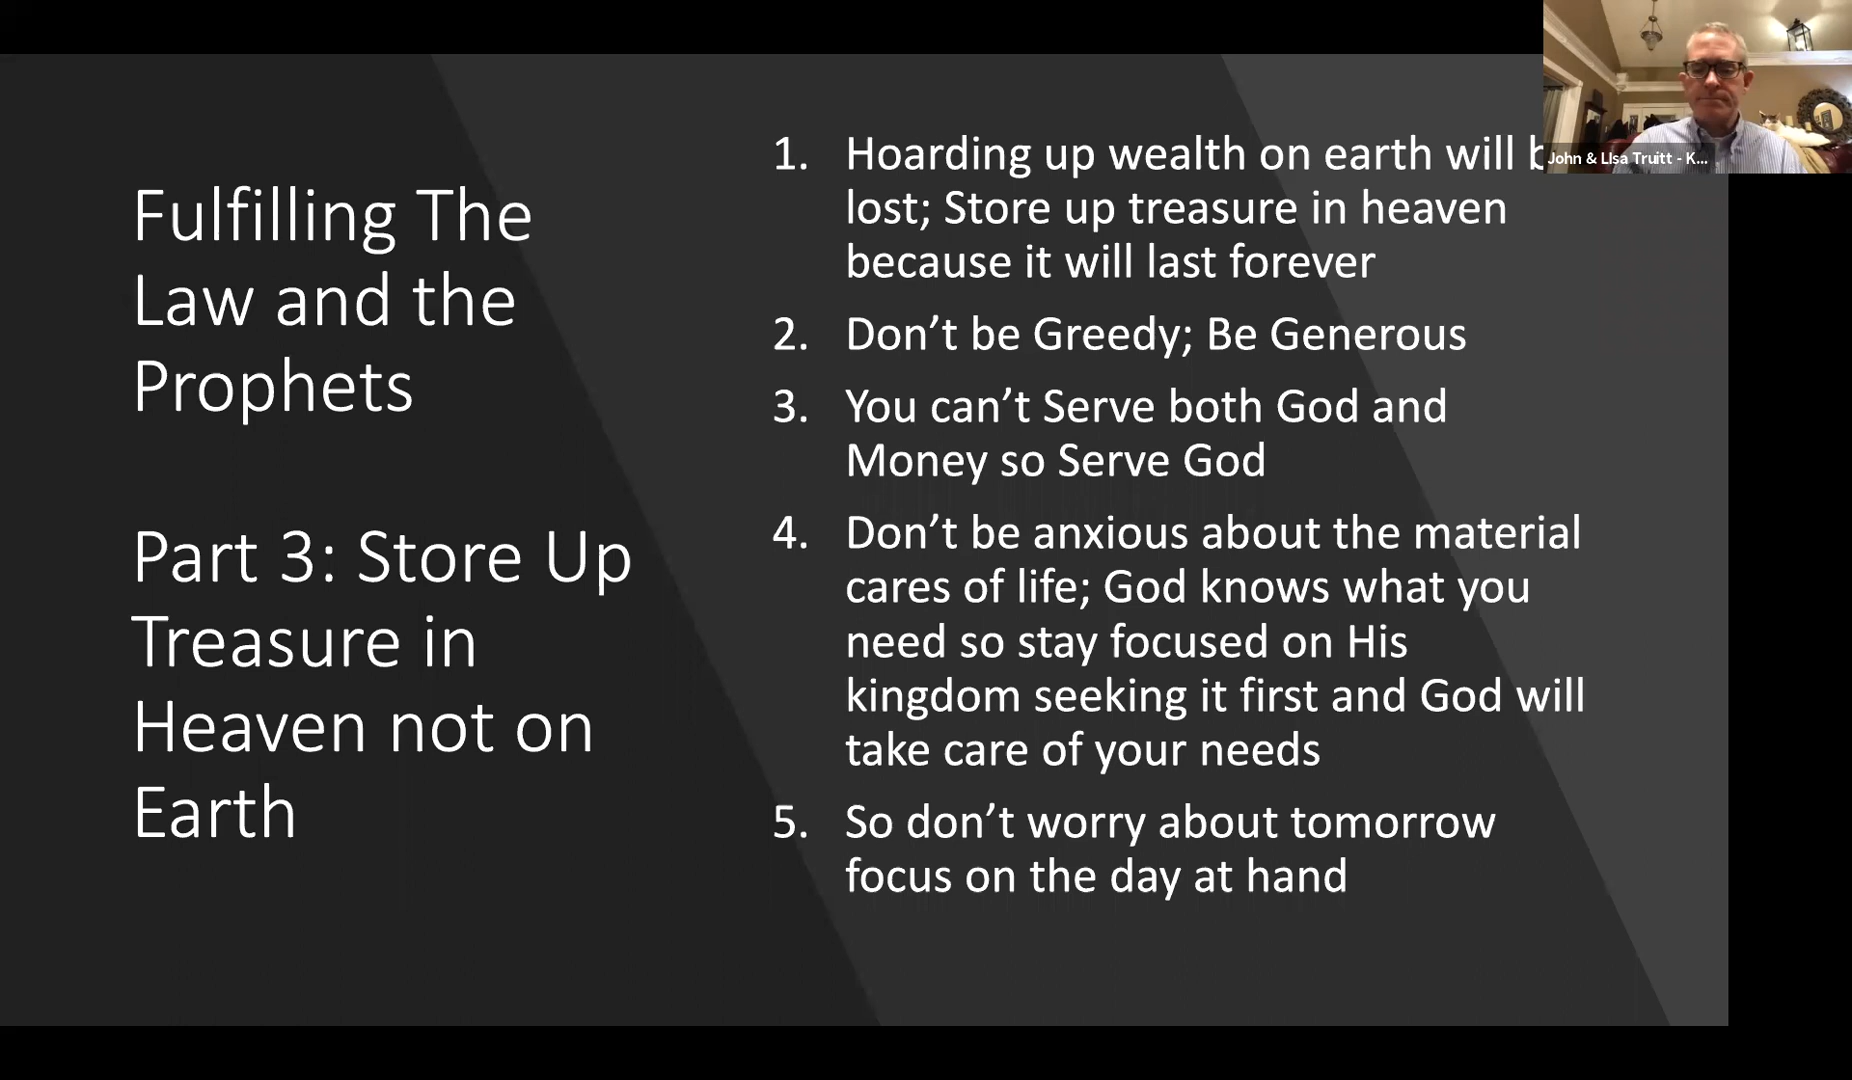 Fulfilling The
Law and the
Prophets
Part 3: Store Up
Treasure in
Heaven not on
Earth
1. Hoarding up wealth on earth will
lost; Store up treasure in heaven
because it will last forever
2. Don’t be Greedy; Be Generous
3. You can’t Serve both God and
Money so Serve God
4. Don’t be anxious about the material
cares of life; God knows what you
need so stay focused on His
kingdom seeking it first and God will
take care of your needs
5. So don’t worry about tomorrow
focus on the day at hand
John & LIsa Truitt - K...